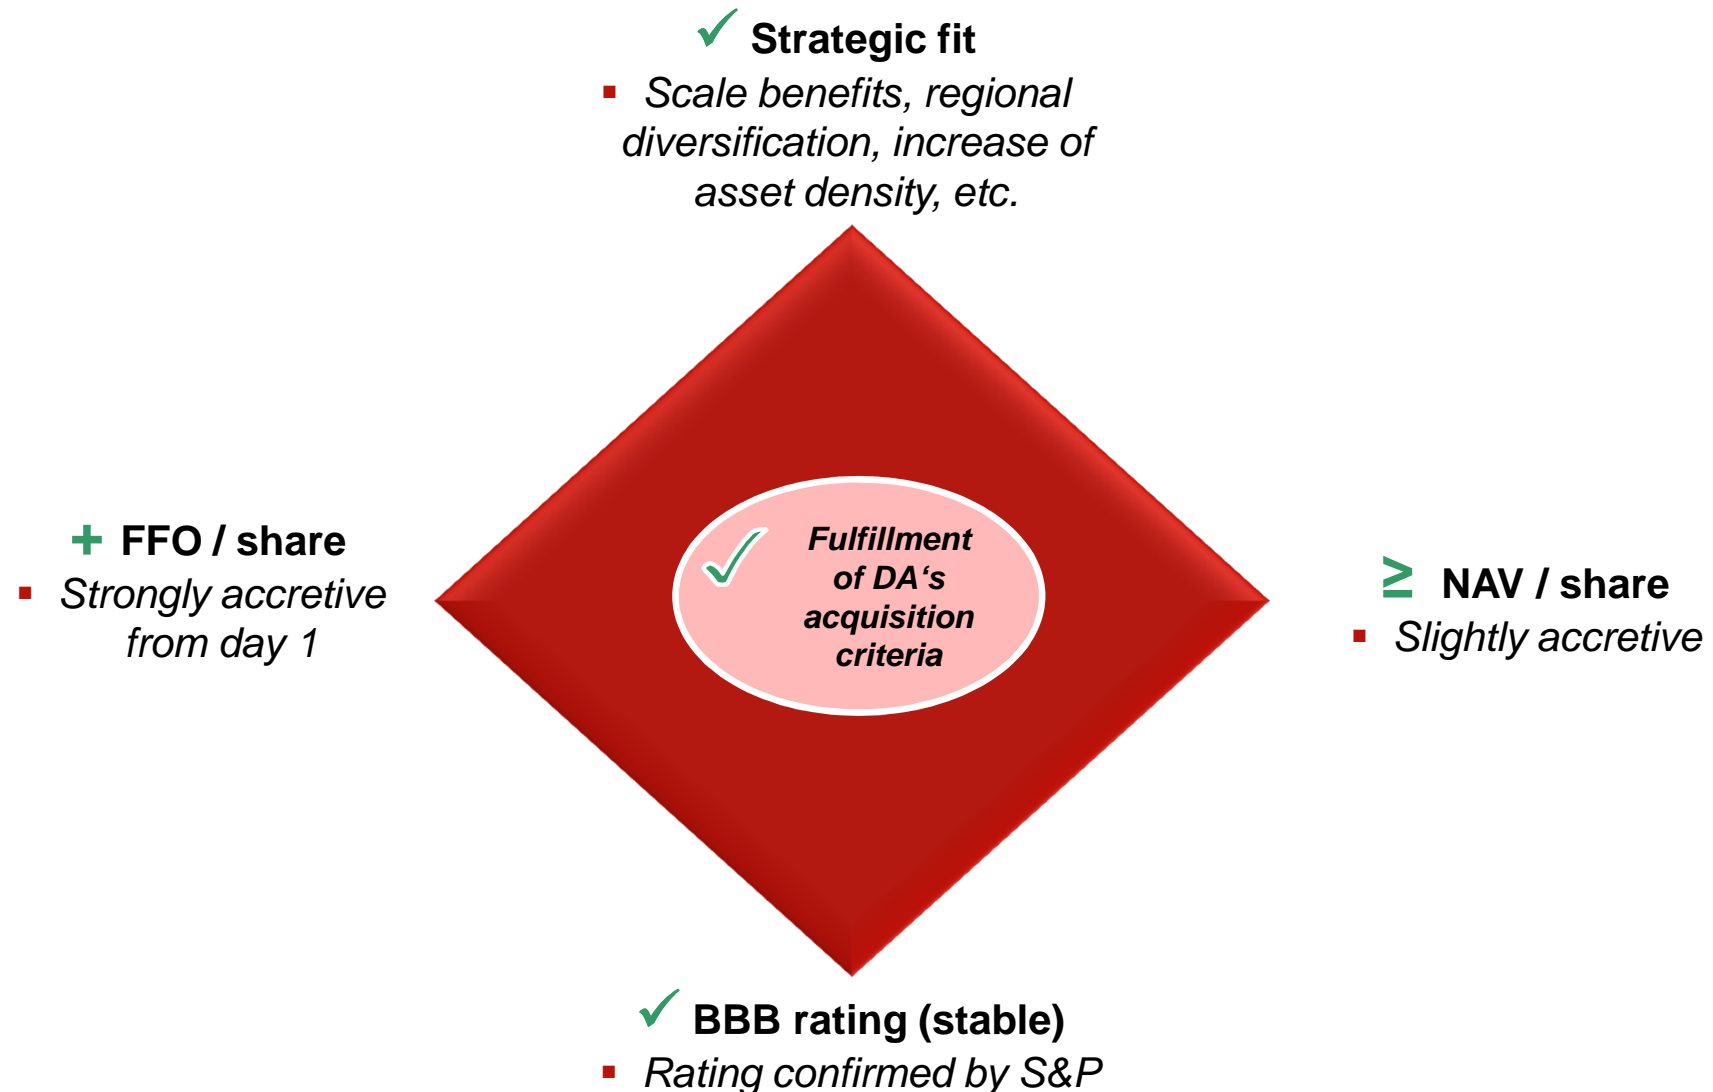 ✓ Strategic fit
▪ Scale benefits, regional
diversification, increase of
asset density, etc.
+ FFO / share
▪ Strongly accretive
from day 1
✓ Fulfillment
of DA‘s
acquisition
criteria
≥ NAV / share
▪ Slightly accretive
✓ BBB rating (stable)
▪ Rating confirmed by S&P